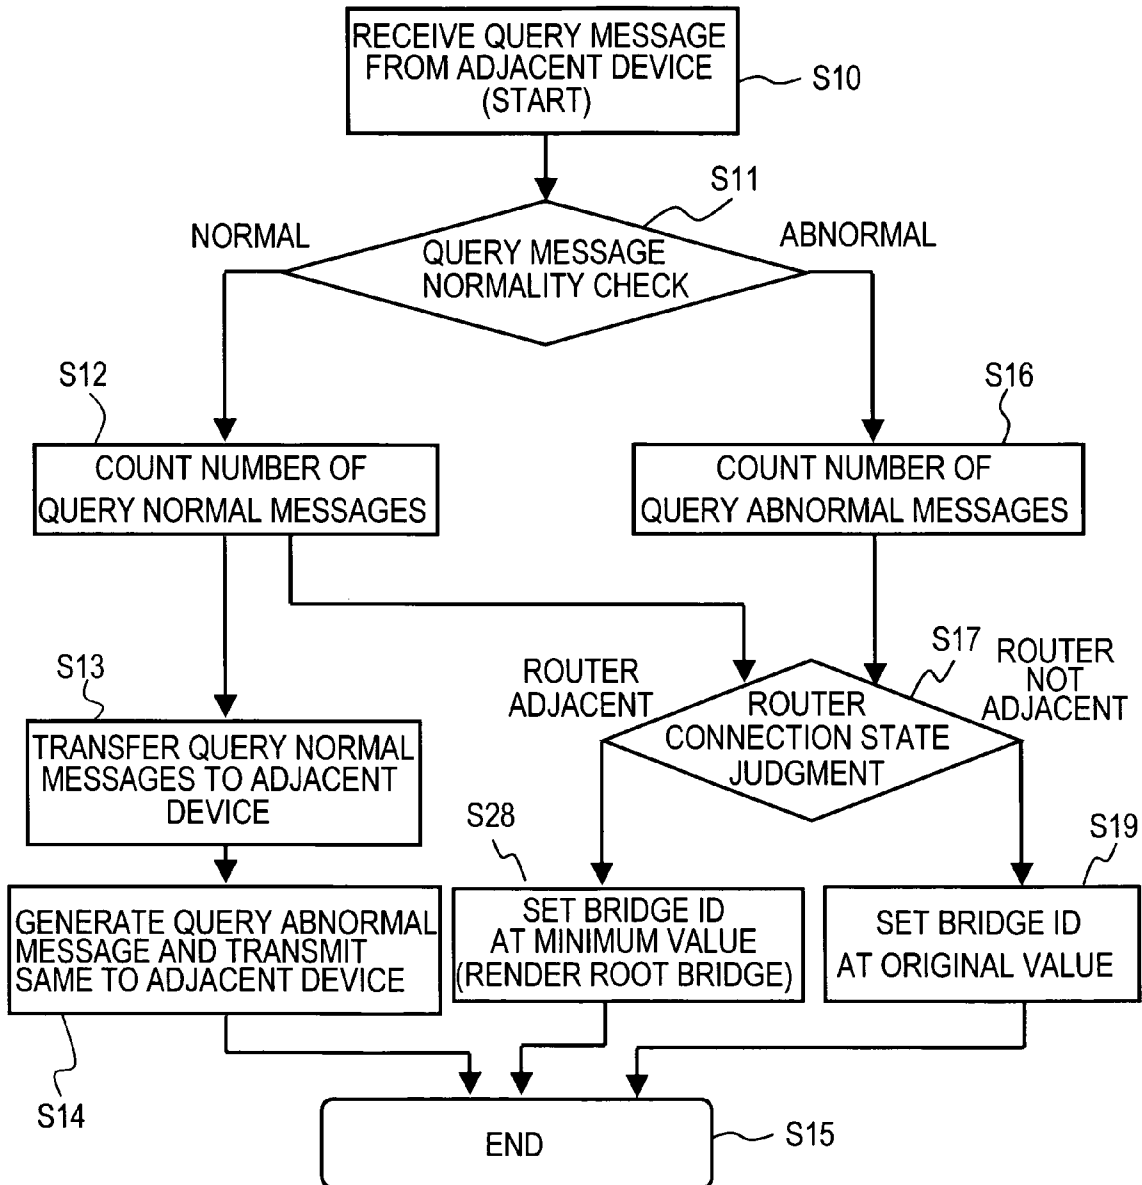 RECEIVE QUERY MESSAGE
FROM ADJACENT DEVICE
(START)
S10
S11
NORMAL
ABNORMAL
QUERY MESSAGE
NORMALITY CHECK
S12
S16
COUNT NUMBER OF
QUERY NORMAL MESSAGES
COUNT NUMBER OF
QUERY ABNORMAL MESSAGES
S13
S17
ROUTER
ADJACENT
ROUTER
NOT
ADJACENT
ROUTER
CONNECTION STATE
JUDGMENT
TRANSFER QUERY NORMAL
MESSAGES TO ADJACENT
DEVICE
S28
S19
GENERATE QUERY ABNORMAL
MESSAGE AND TRANSMIT
SAME TO ADJACENT DEVICE
SET BRIDGE ID
AT MINIMUM VALUE
(RENDER ROOT BRIDGE)
SET BRIDGE ID
AT ORIGINAL VALUE
S14
END
S15